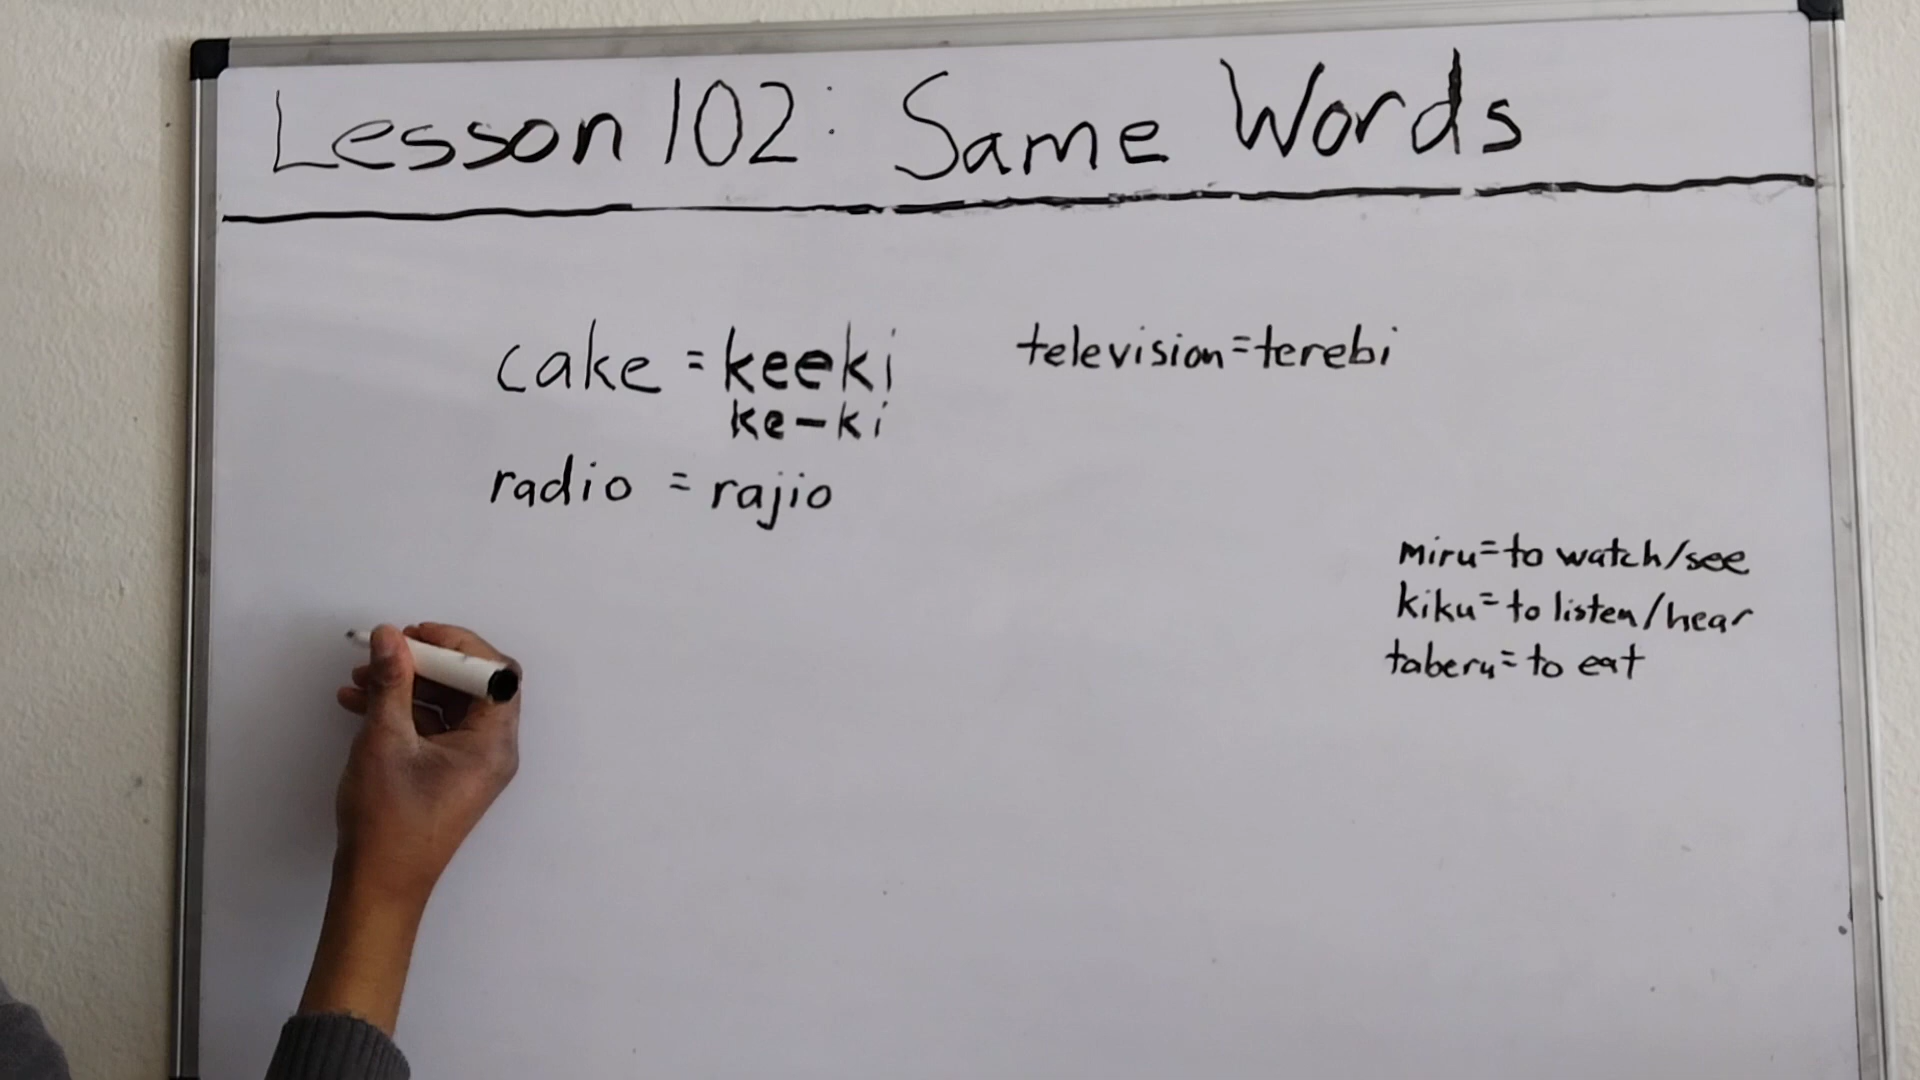 Lesson 102: Same Words
cake = keeki
ke-ki
radio = rajio
television=terebi
miru=to watch/see
kiku=to listen/hear
taberu=to eat